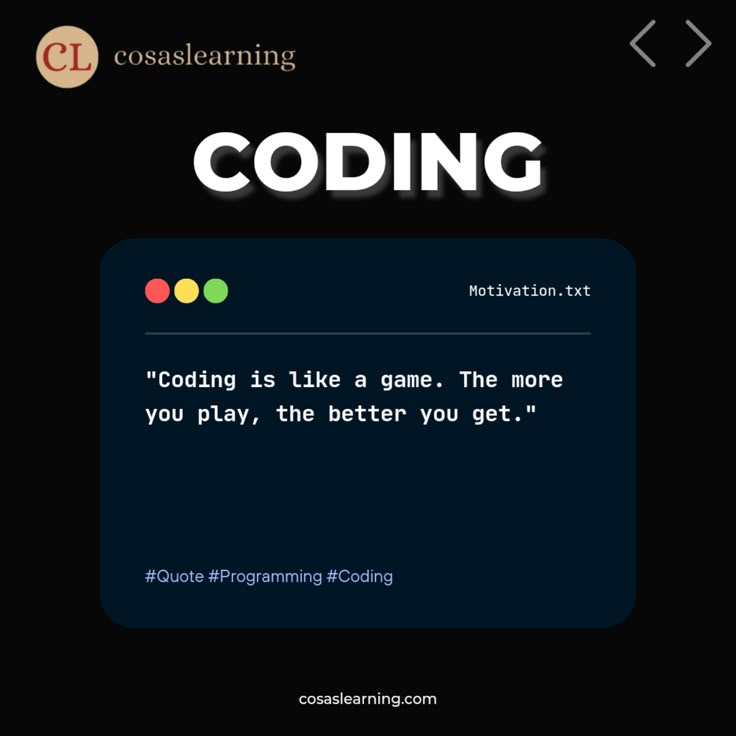 CL cosaslearning
CODING
Motivation.txt
"Coding is like a game. The more
you play, the better you get."
#Quote #Programming #Coding
cosaslearning.com